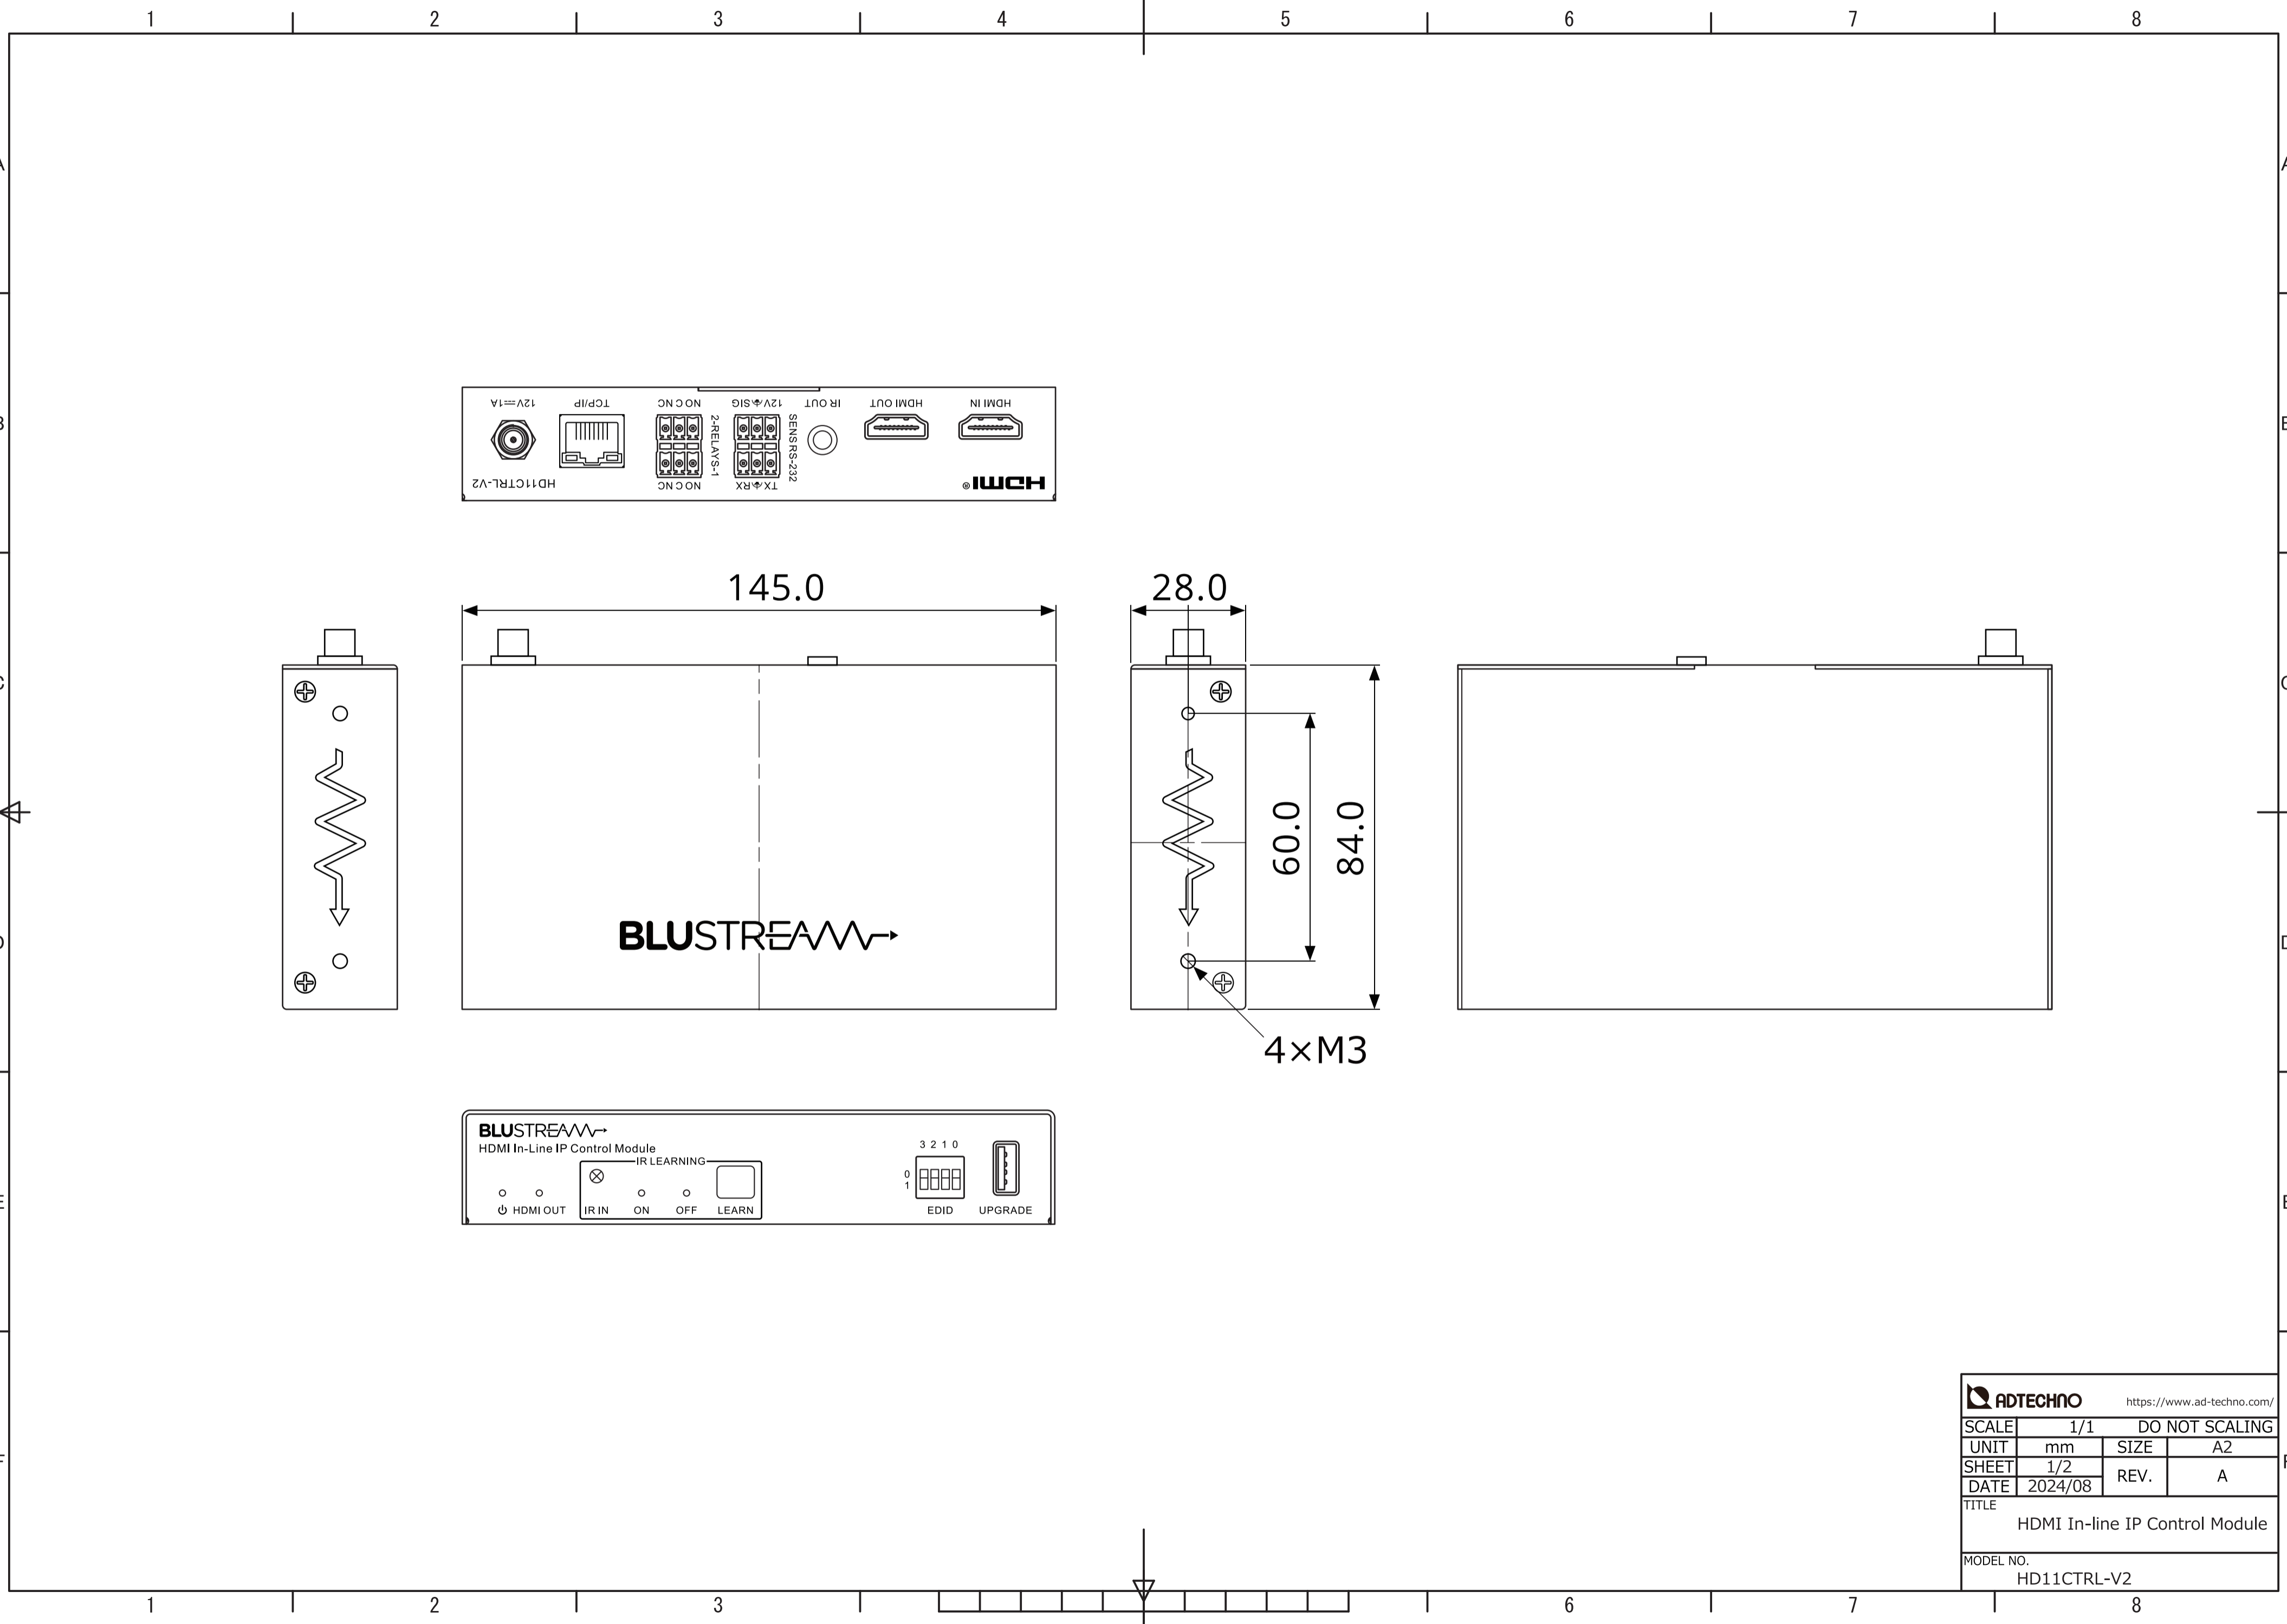 1 2 3 4 5 6 7 8
A A
B B
12V⎓1A TCP/IP NO C NC 12V SIG IR OUT HDMI OUT HDMI IN
2-RELAYS-1
SENS RS-232
HD11CTRL-V2 NO C NC TX RX HDMI®
145.0 28.0
C C
60.0
84.0
BLUSTREAM
D D
4×M3
BLUSTREAM
HDMI In-Line IP Control Module
IR LEARNING
3 2 1 0
0
1
HDMI OUT IR IN ON OFF LEARN EDID UPGRADE
E E
ADTECHNO https://www.ad-techno.com/
SCALE 1/1 DO NOT SCALING
UNIT mm SIZE A2
SHEET 1/2 REV. A
DATE 2024/08
F F
TITLE
HDMI In-line IP Control Module
MODEL NO.
HD11CTRL-V2
1 2 3 6 7 8